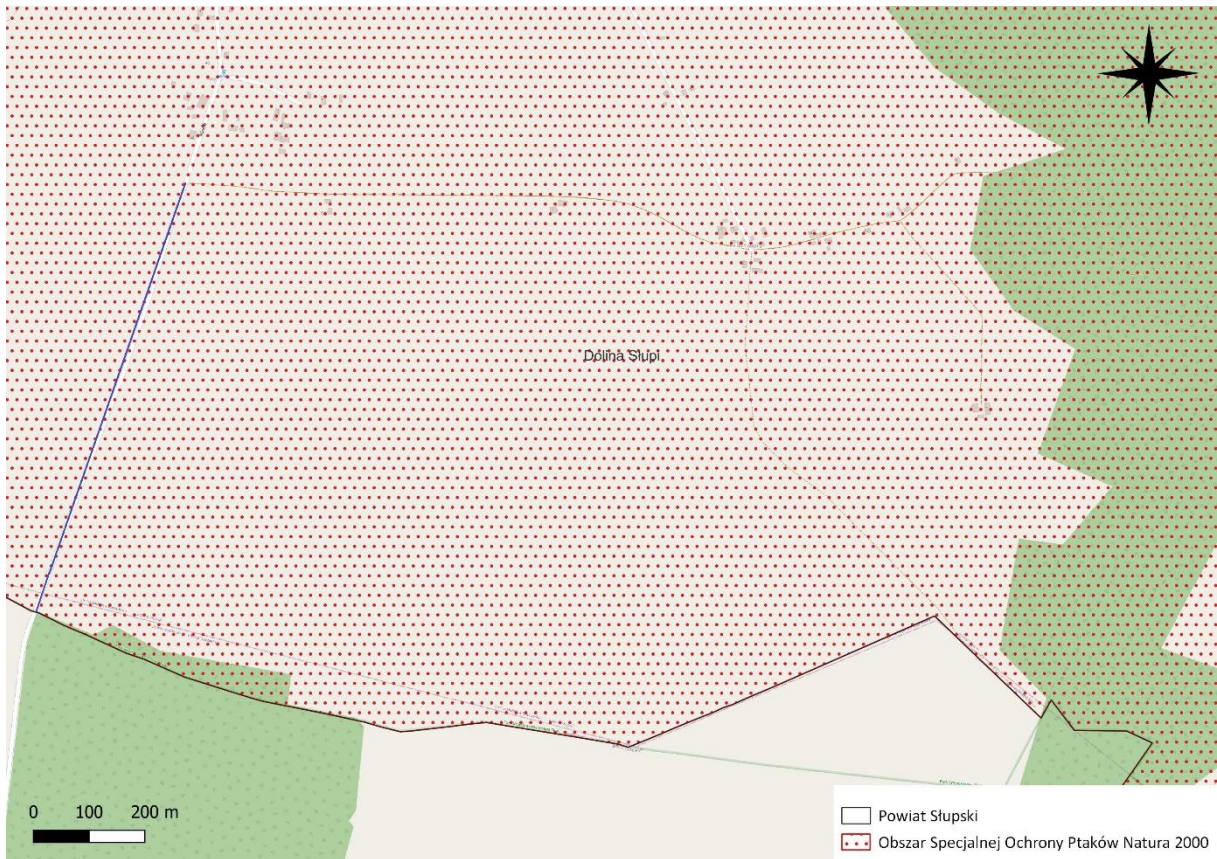 Dolina Słupi
0 100 200 m
Powiat Słupski
Obszar Specjalnej Ochrony Ptaków Natura 2000